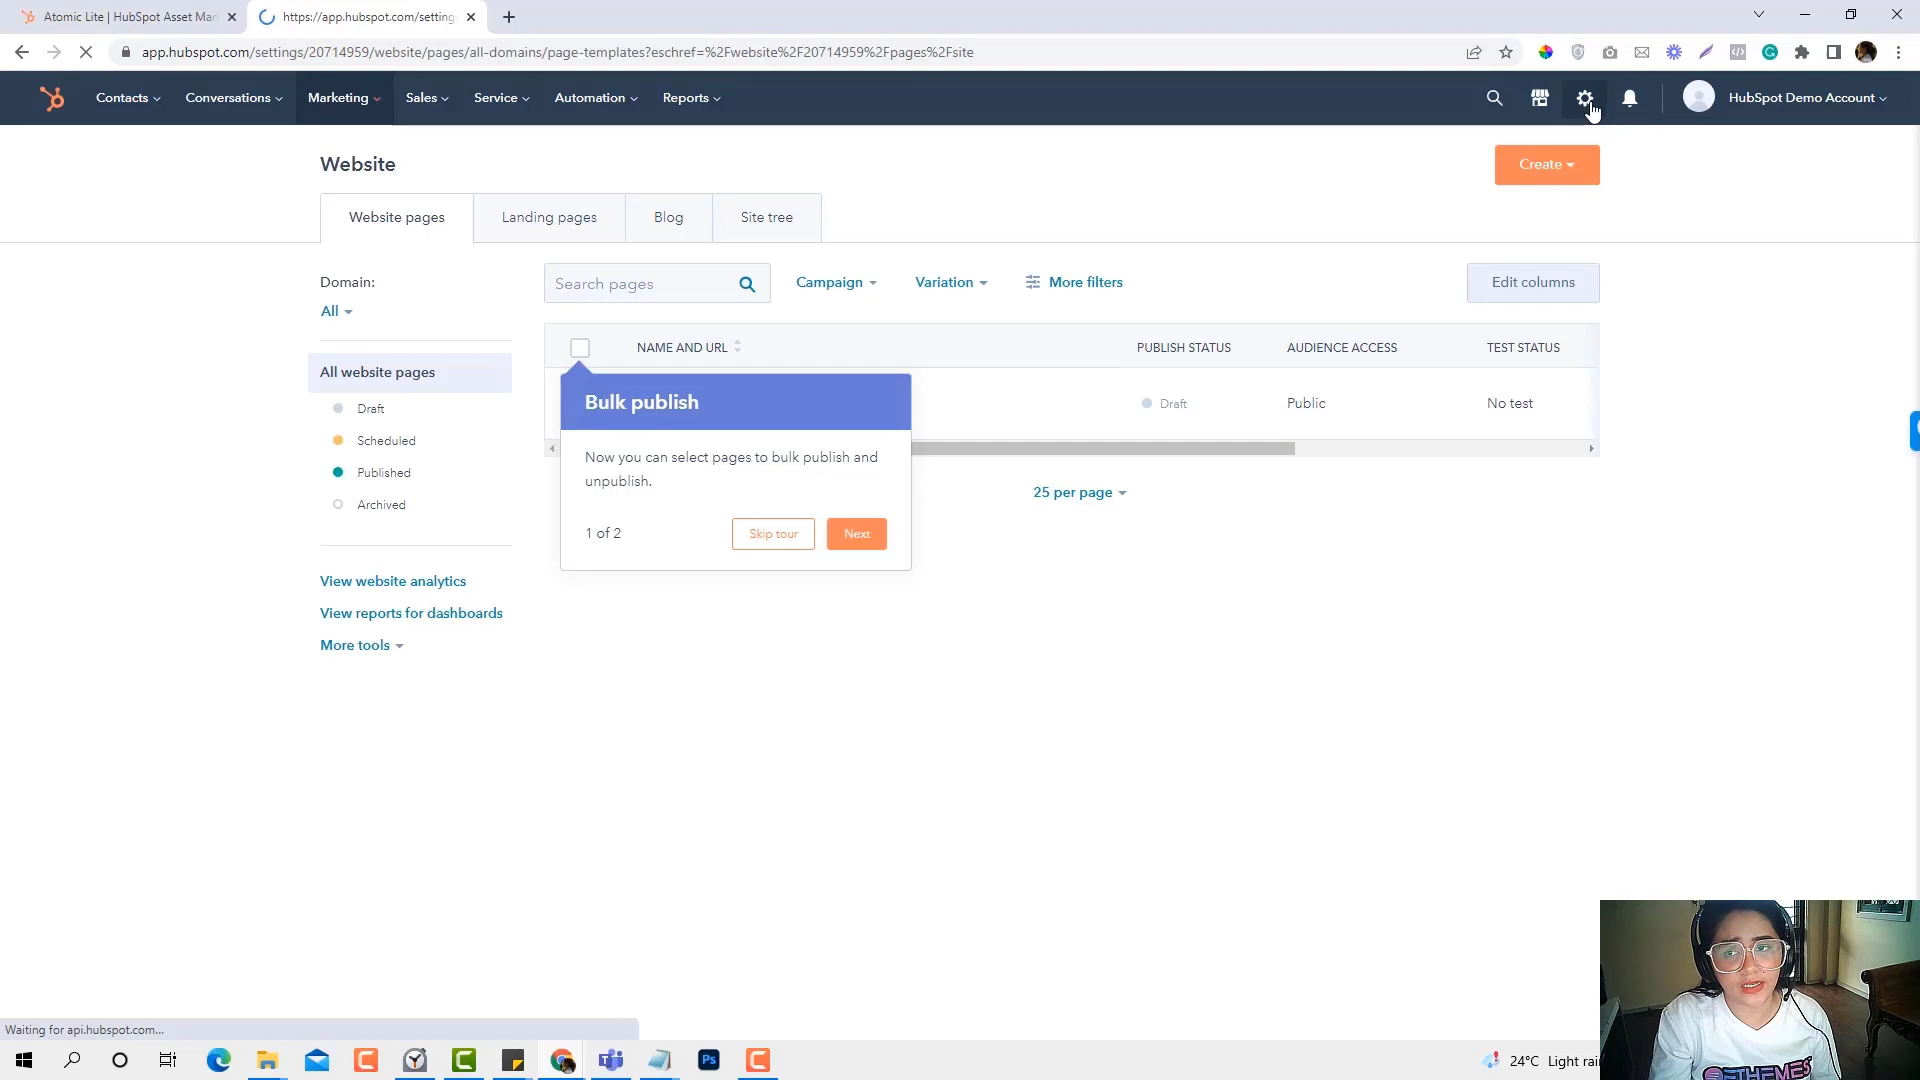 Atomic Lite | HubSpot Asset Mar
https://app.hubspot.com/setting
app.hubspot.com/settings/20714959/website/pages/all-domains/page-templates?eschref=%2Fwebsite%2F20714959%2Fpages%2Fsite
Contacts
Conversations
Marketing
Sales
Service
Automation
Reports
HubSpot Demo Account
Website
Create
Website pages
Landing pages
Blog
Site tree
Domain:
All
Search pages
Campaign
Variation
More filters
Edit columns
NAME AND URL
PUBLISH STATUS
AUDIENCE ACCESS
TEST STATUS
All website pages
Draft
Scheduled
Published
Archived
Bulk publish
Now you can select pages to bulk publish and
unpublish.
1 of 2
Skip tour
Next
Draft
Public
No test
25 per page
View website analytics
View reports for dashboards
More tools
Waiting for api.hubspot.com...
Ps
24°C Light rai